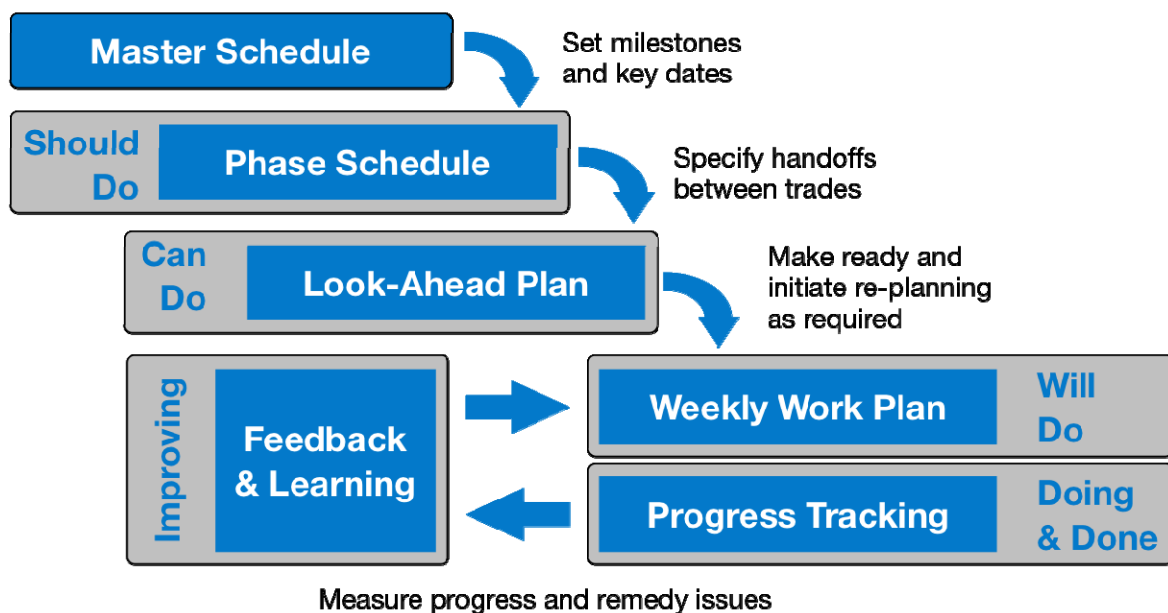 Master Schedule
Set milestones
and key dates
Should
Do
Phase Schedule
Specify handoffs
between trades
Can
Do
Look-Ahead Plan
Make ready and
initiate re-planning
as required
Improving
Feedback
& Learning
Weekly Work Plan
Will
Do
Progress Tracking
Doing
& Done
Measure progress and remedy issues